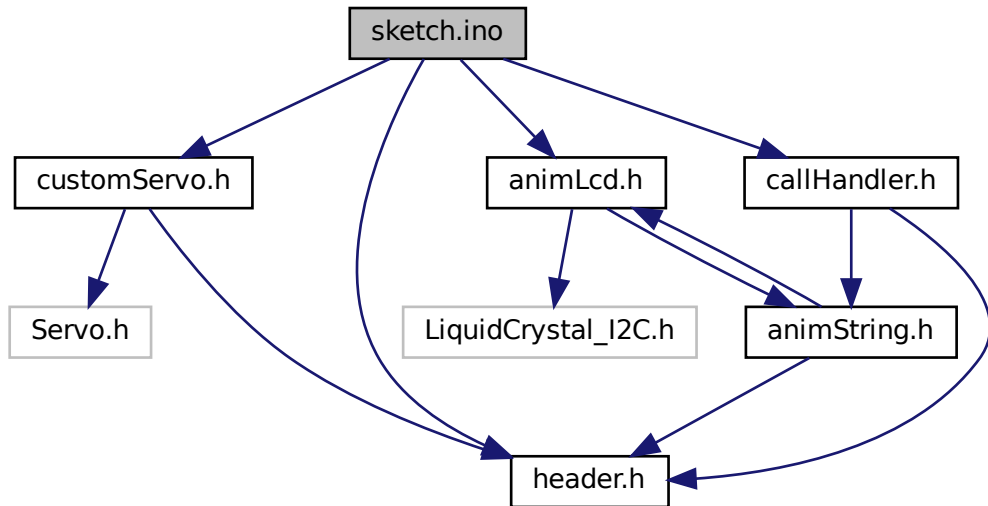 sketch.ino
customServo.h
animLcd.h
callHandler.h
Servo.h
LiquidCrystal_I2C.h
animString.h
header.h